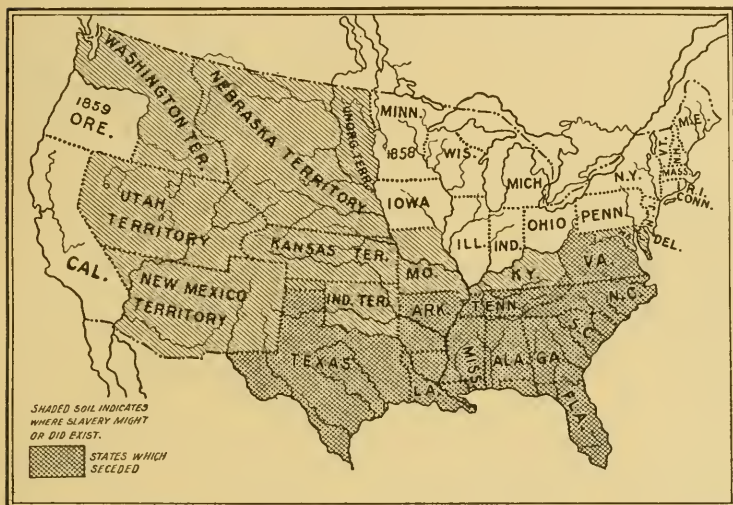 WASHINGTON TER.
NEBRASKA TERRITORY
UNORG. TERR.
1859
ORE.
MINN.
1858
WIS.
MICH.
ME.
VT.
N.H.
MASS.
R.I.
CONN.
N.Y.
IOWA
PENN.
OHIO
IND.
ILL.
DEL.
UTAH
TERRITORY
KANSAS TER.
MO.
KY.
VA.
CAL.
NEW MEXICO
TERRITORY
IND. TER.
ARK.
TENN.
N.C.
S.C.
TEXAS
LA.
MISS.
ALA.
GA.
FLA.
SHADED SOIL INDICATES
WHERE SLAVERY MIGHT
OR DID EXIST.
STATES WHICH
SECEDED